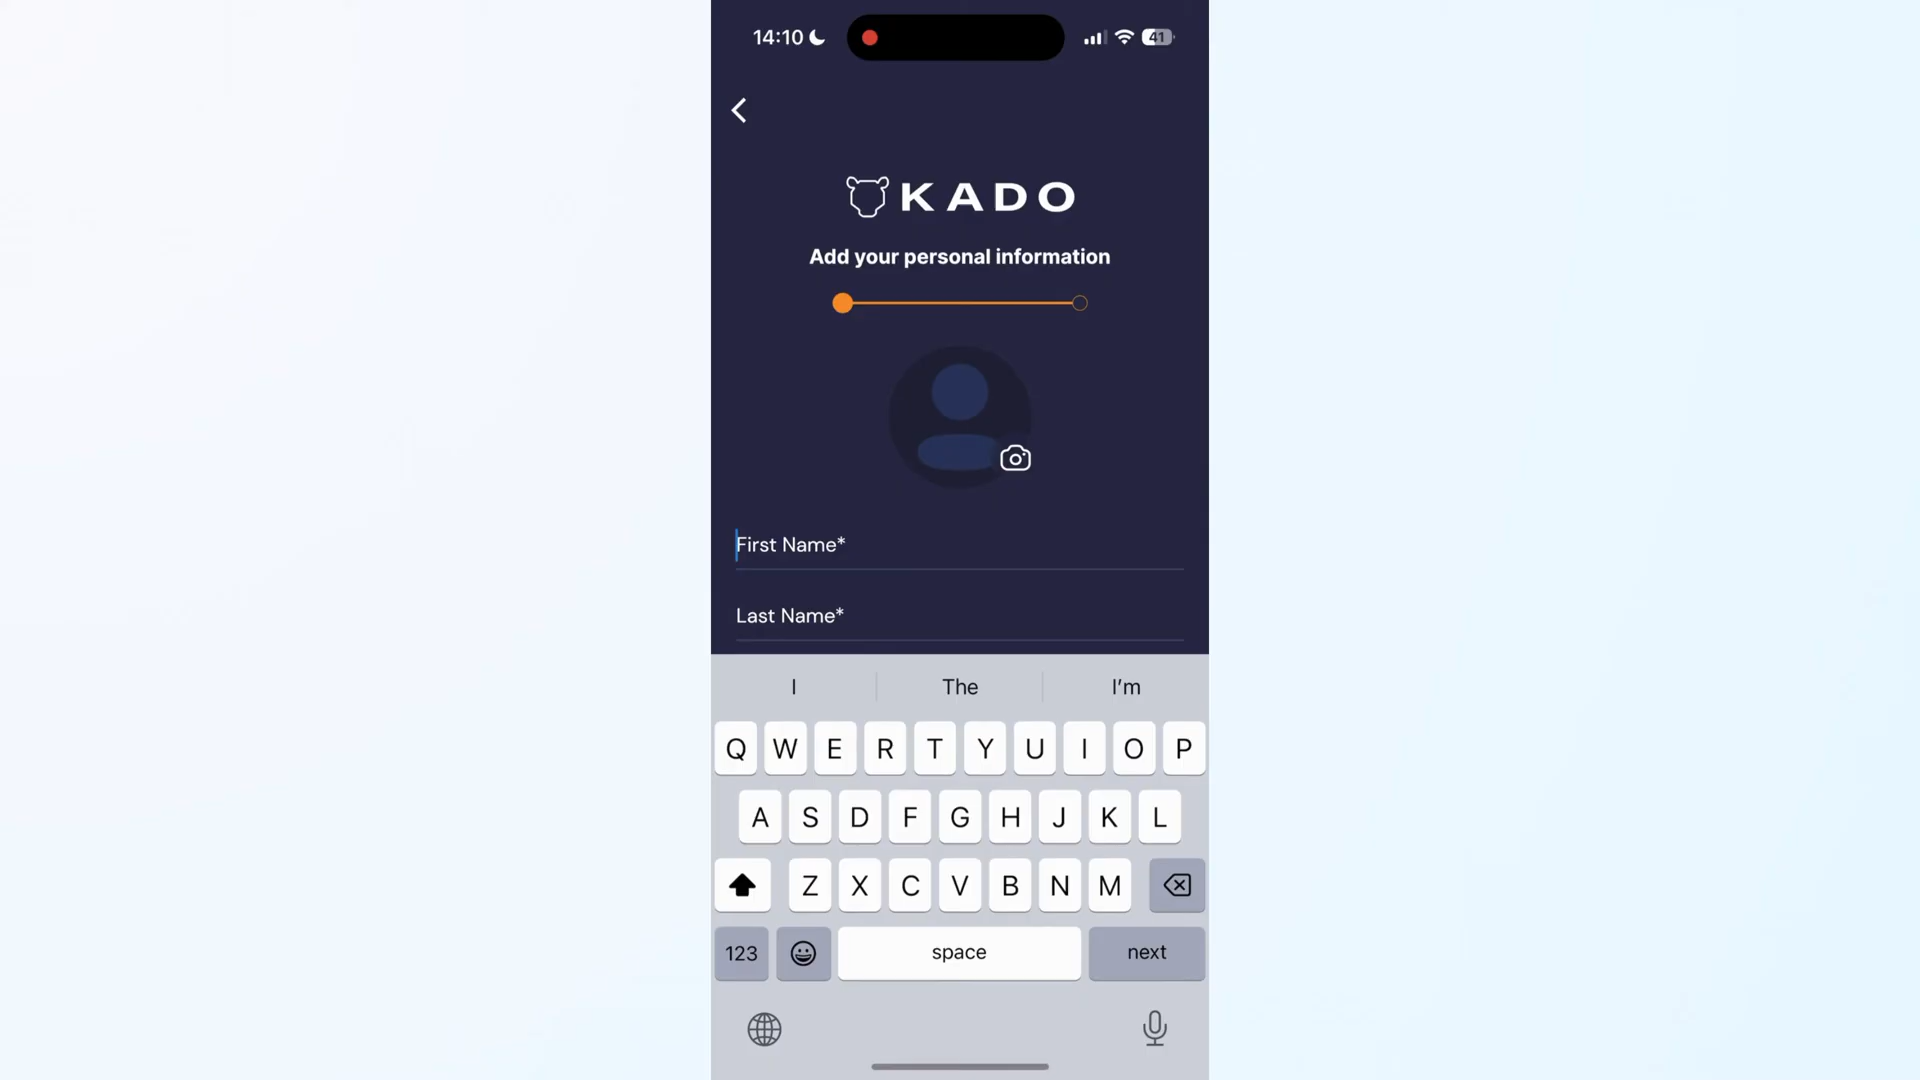 14:10
41
KADO
Add your personal information
First Name*
Last Name*
I The I'm
Q W E R T Y U I O P
A S D F G H J K L
Z X C V B N M
123 space next